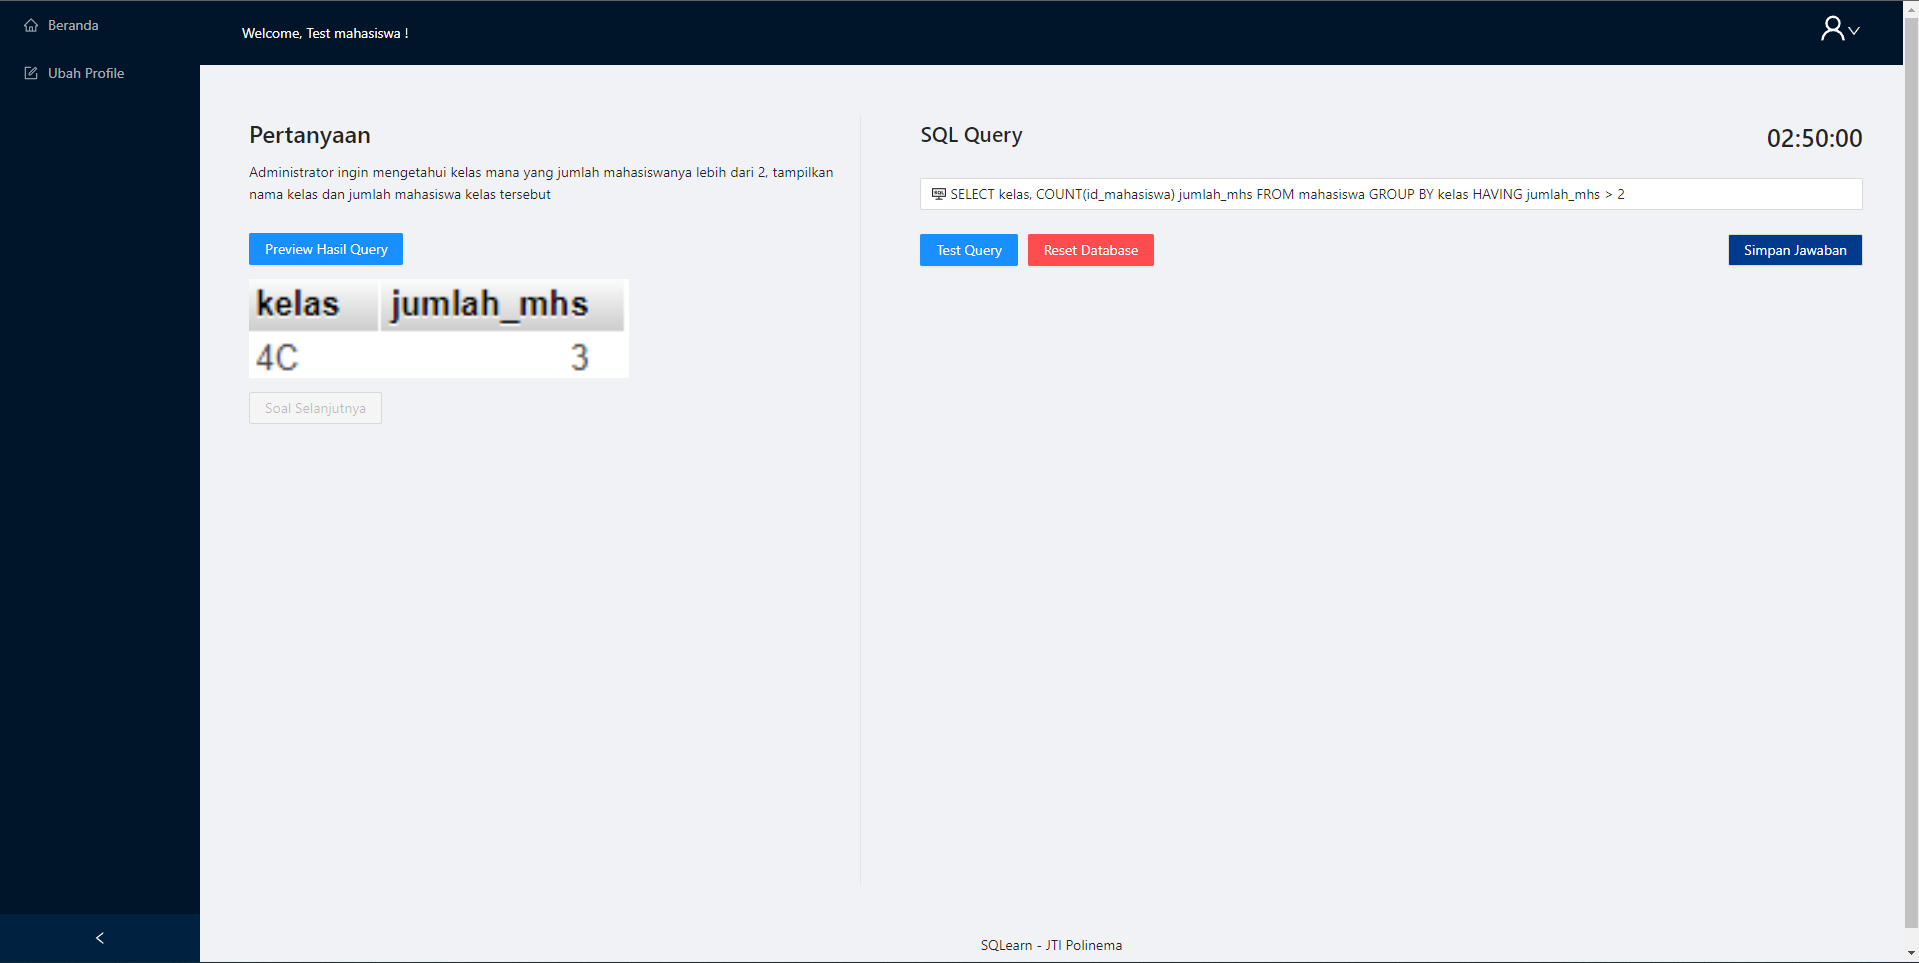 Beranda
Ubah Profile
Welcome, Test mahasiswa !
Pertanyaan
Administrator ingin mengetahui kelas mana yang jumlah mahasiswanya lebih dari 2, tampilkan
nama kelas dan jumlah mahasiswa kelas tersebut
Preview Hasil Query
kelas jumlah_mhs
4C 3
Soal Selanjutnya
SQL Query
02:50:00
SQL SELECT kelas, COUNT(id_mahasiswa) jumlah_mhs FROM mahasiswa GROUP BY kelas HAVING jumlah_mhs > 2
Test Query
Reset Database
Simpan Jawaban
SQLearn - JTI Polinema